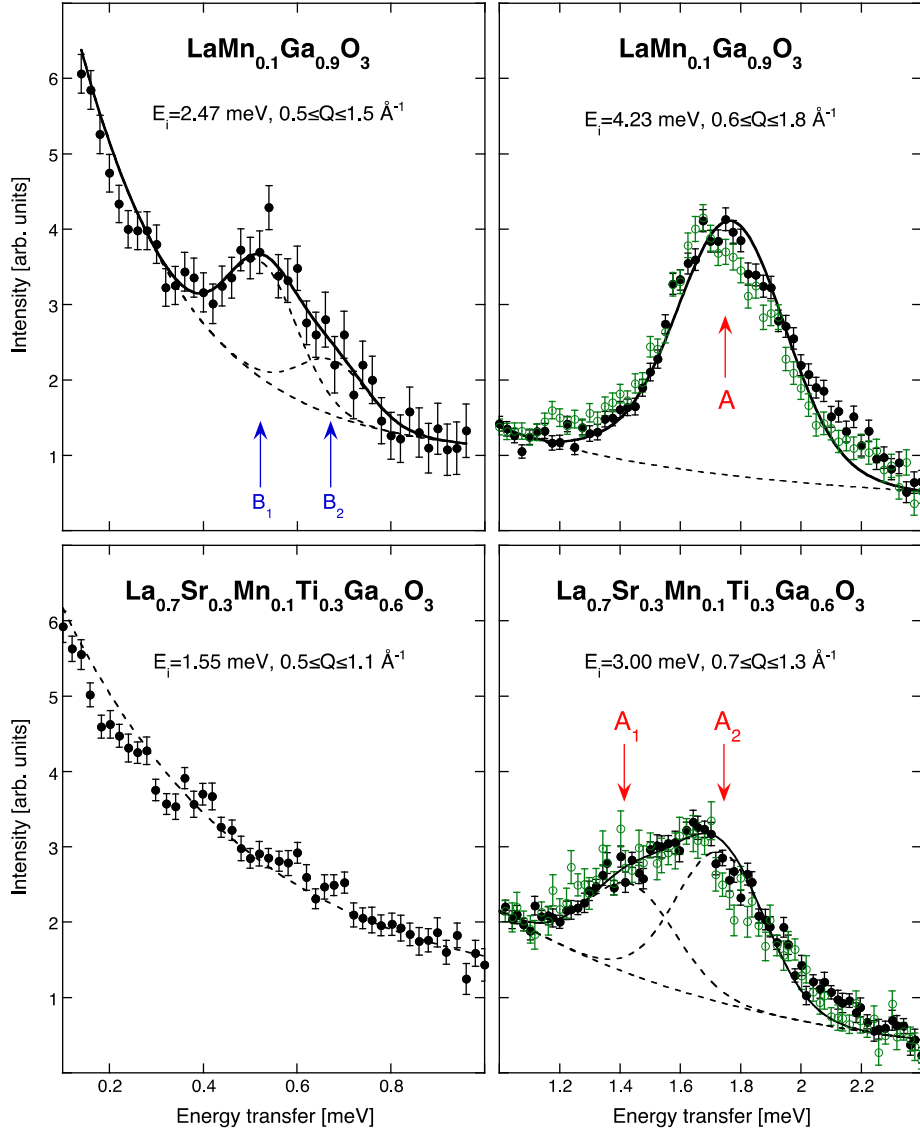 LaMn0.1Ga0.9O3
Ei=2.47 meV, 0.5≤Q≤1.5 Å-1
Intensity [arb. units]
6
5
4
3
2
1
B1
B2
LaMn0.1Ga0.9O3
Ei=4.23 meV, 0.6≤Q≤1.8 Å-1
A
La0.7Sr0.3Mn0.1Ti0.3Ga0.6O3
Ei=1.55 meV, 0.5≤Q≤1.1 Å-1
Intensity [arb. units]
6
5
4
3
2
1
0.2 0.4 0.6 0.8
Energy transfer [meV]
La0.7Sr0.3Mn0.1Ti0.3Ga0.6O3
Ei=3.00 meV, 0.7≤Q≤1.3 Å-1
A1
A2
1.2 1.4 1.6 1.8 2 2.2
Energy transfer [meV]